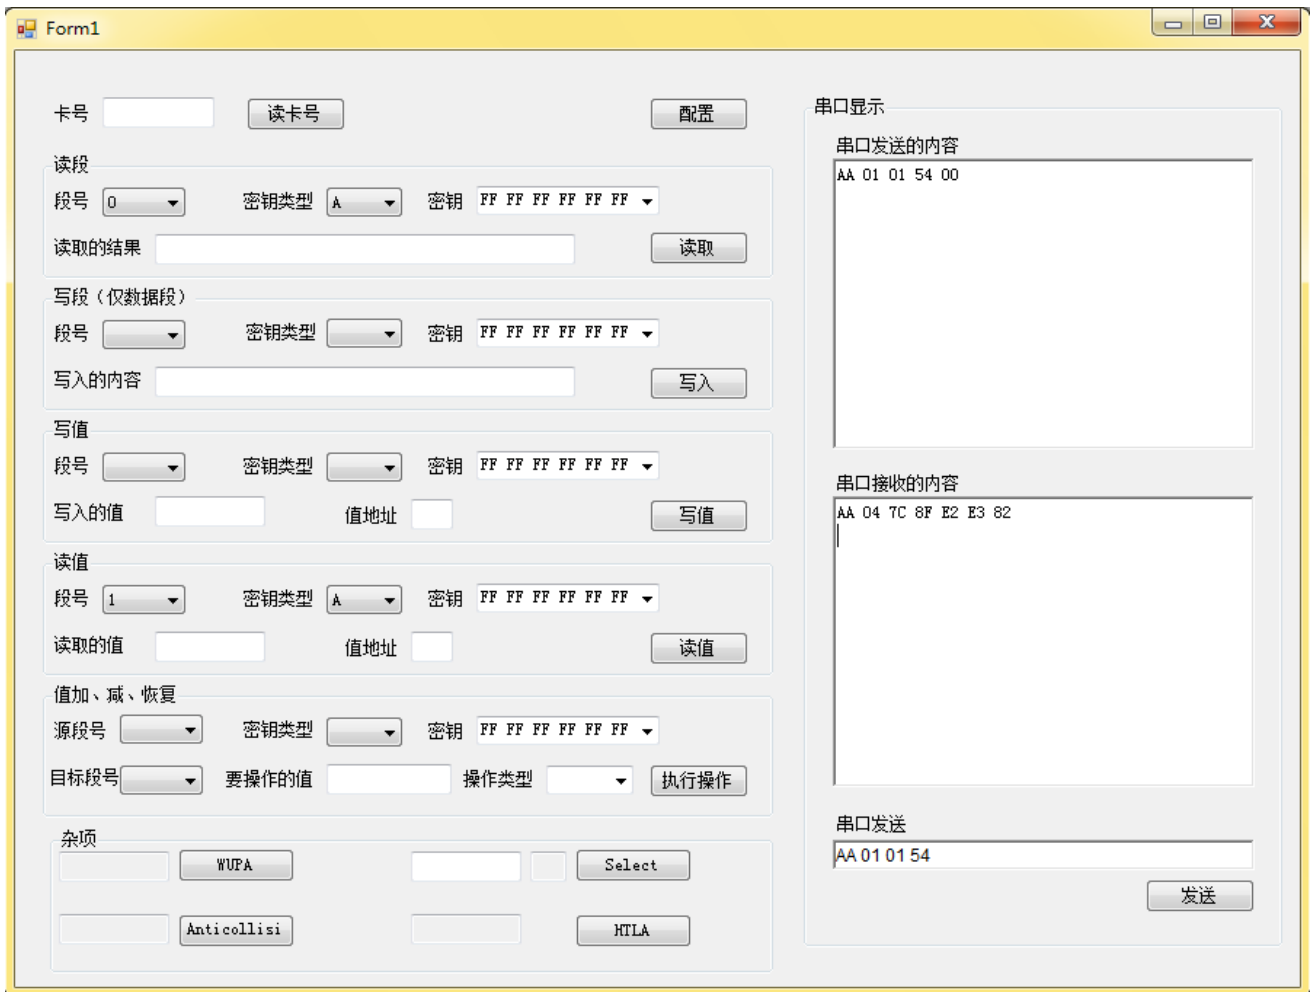 Form1
卡号 读卡号 配置
读段
段号 0 密钥类型 A 密钥 FF FF FF FF FF FF
读取的结果 读取
写段（仅数据段）
段号 密钥类型 密钥 FF FF FF FF FF FF
写入的内容 写入
写值
段号 密钥类型 密钥 FF FF FF FF FF FF
写入的值 值地址 写值
读值
段号 1 密钥类型 A 密钥 FF FF FF FF FF FF
读取的值 值地址 读值
值加、减、恢复
源段号 密钥类型 密钥 FF FF FF FF FF FF
目标段号 要操作的值 操作类型 执行操作
杂项
WUPA Select
Anticollisi HTLA
串口显示
串口发送的内容
AA 01 01 54 00
串口接收的内容
AA 04 7C 8F E2 E3 82
串口发送
AA 01 01 54
发送